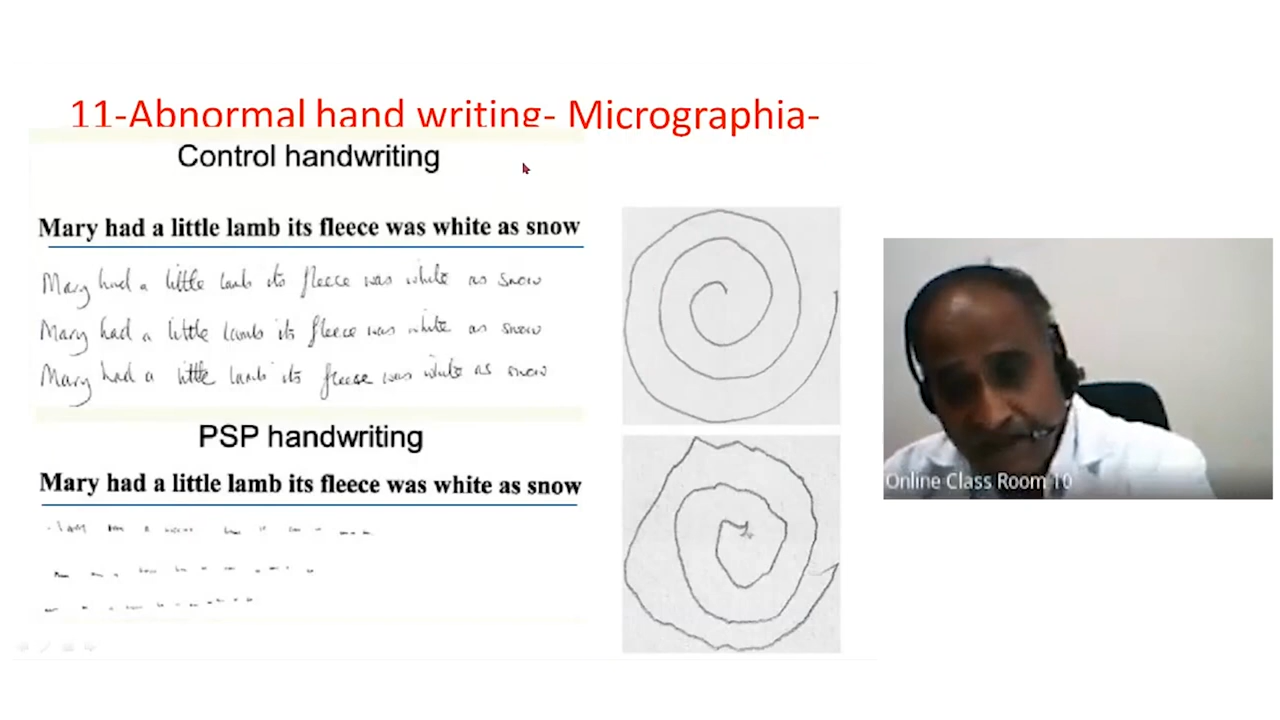 11-Abnormal hand writing- Micrographia-
Control handwriting
Mary had a little lamb its fleece was white as snow
Mary had a little lamb its fleece was white as snow
Mary had a little lamb its fleece was white as snow
Mary had a little lamb its fleece was white as snow
PSP handwriting
Mary had a little lamb its fleece was white as snow
Online Class Room 10